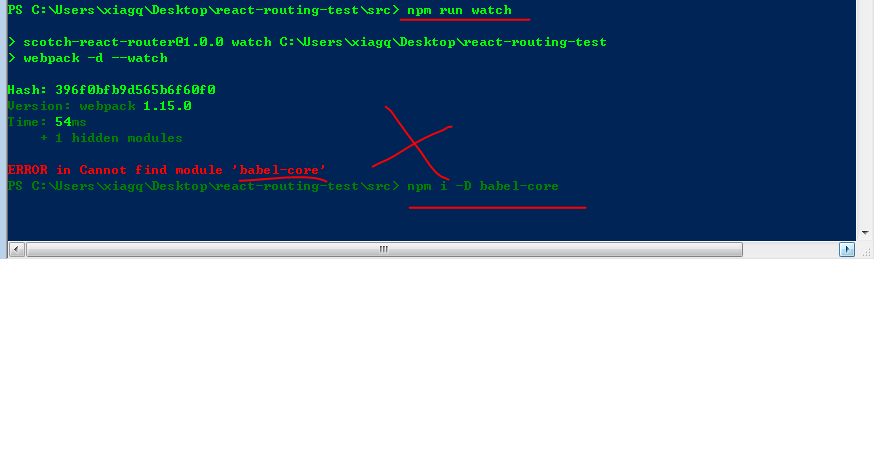 PS C:\Users\xiagq\Desktop\react-routing-test\src> npm run watch
> scotch-react-router@1.0.0 watch C:\Users\xiagq\Desktop\react-routing-test
> webpack -d --watch
Hash: 396f0bfb9d565b6f60f0
Version: webpack 1.15.0
Time: 54ms
+ 1 hidden modules
ERROR in Cannot find module 'babel-core'
PS C:\Users\xiagq\Desktop\react-routing-test\src> npm i -D babel-core